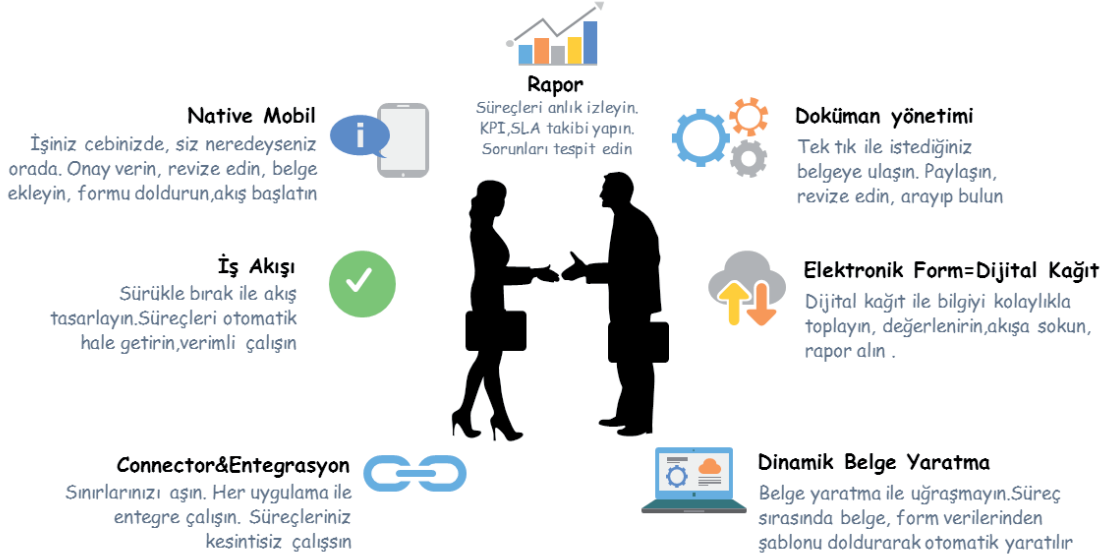 Rapor
Süreçleri anlık izleyin.
KPI,SLA takibi yapın.
Sorunları tespit edin
Native Mobil
İşiniz cebinizde, siz neredeyseniz
orada. Onay verin, revize edin, belge
ekleyin, formu doldurun,akış başlatın
Doküman yönetimi
Tek tık ile istediğiniz
belgeye ulaşın. Paylaşın,
revize edin, arayıp bulun
İş Akışı
Sürükle bırak ile akış
tasarlayın.Süreçleri otomatik
hale getirin,verimli çalışın
Elektronik Form=Dijital Kağıt
Dijital kağıt ile bilgiyi kolaylıkla
toplayın, değerlenirin,akışa sokun,
rapor alın .
Connector&Entegrasyon
Sınırlarınızı aşın. Her uygulama ile
entegre çalışın. Süreçleriniz
kesintisiz çalışsın
Dinamik Belge Yaratma
Belge yaratma ile uğraşmayın.Süreç
sırasında belge, form verilerinden
şablonu doldurarak otomatik yaratılır